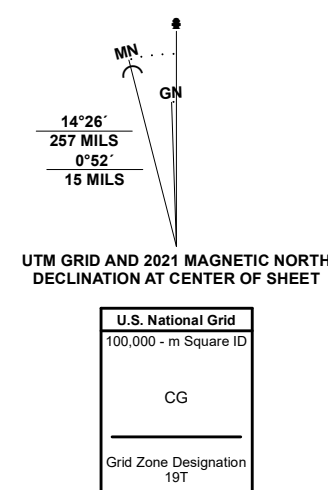 MN
GN
14°26´
257 MILS
0°52´
15 MILS
UTM GRID AND 2021 MAGNETIC NORTH
DECLINATION AT CENTER OF SHEET
U.S. National Grid
100,000 - m Square ID
CG
Grid Zone Designation
19T